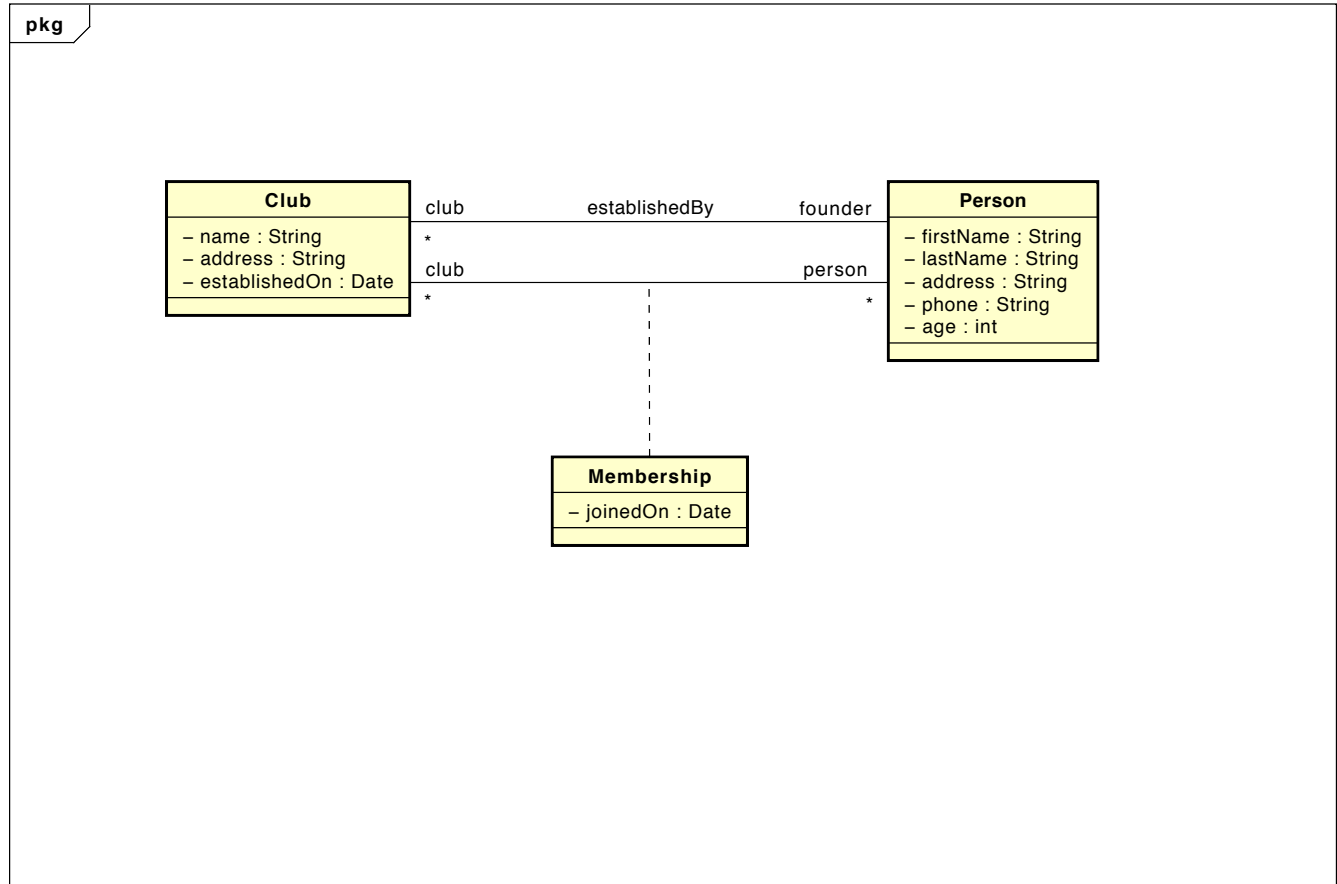 pkg
Club
– name : String
– address : String
– establishedOn : Date
club
establishedBy
founder
*
club
person
*
*
Person
– firstName : String
– lastName : String
– address : String
– phone : String
– age : int
Membership
– joinedOn : Date